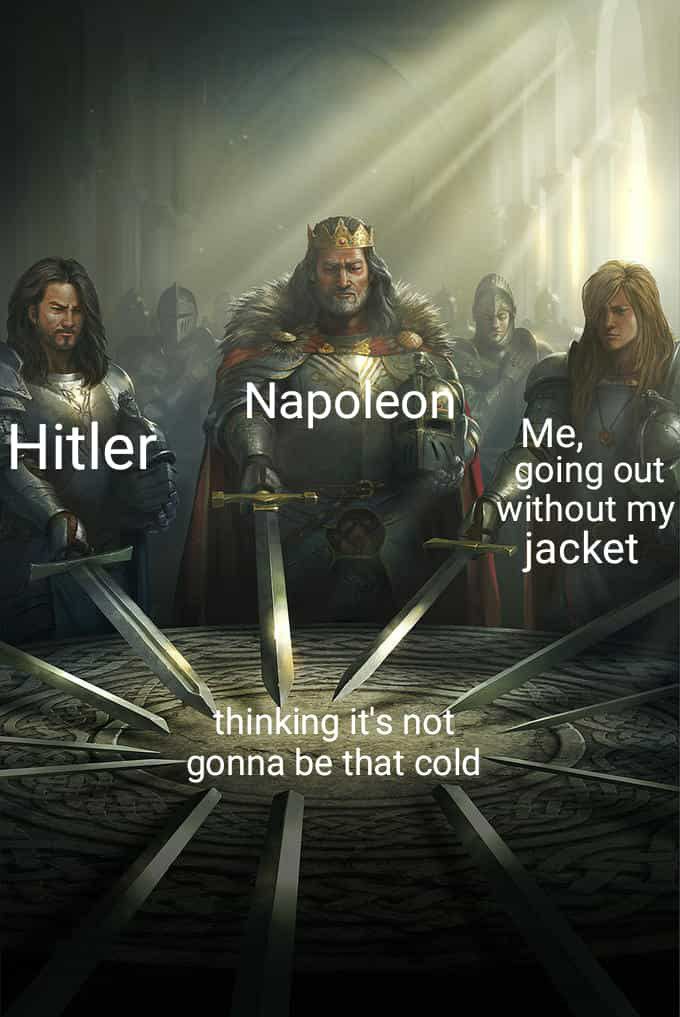 Napoleon
Hitler
Me,
going out
without my
jacket
thinking it's not
gonna be that cold